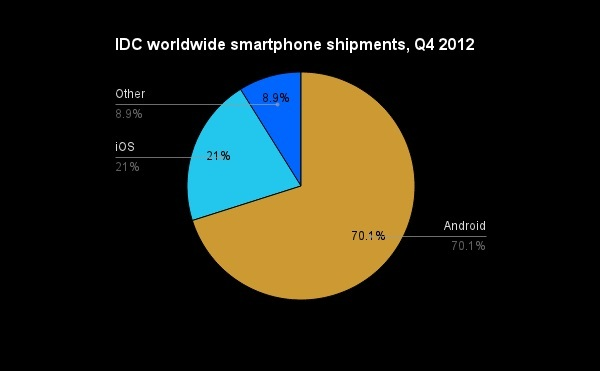 IDC worldwide smartphone shipments, Q4 2012
Other
8.9%
8.9%
iOS
21%
21%
Android
70.1%
70.1%